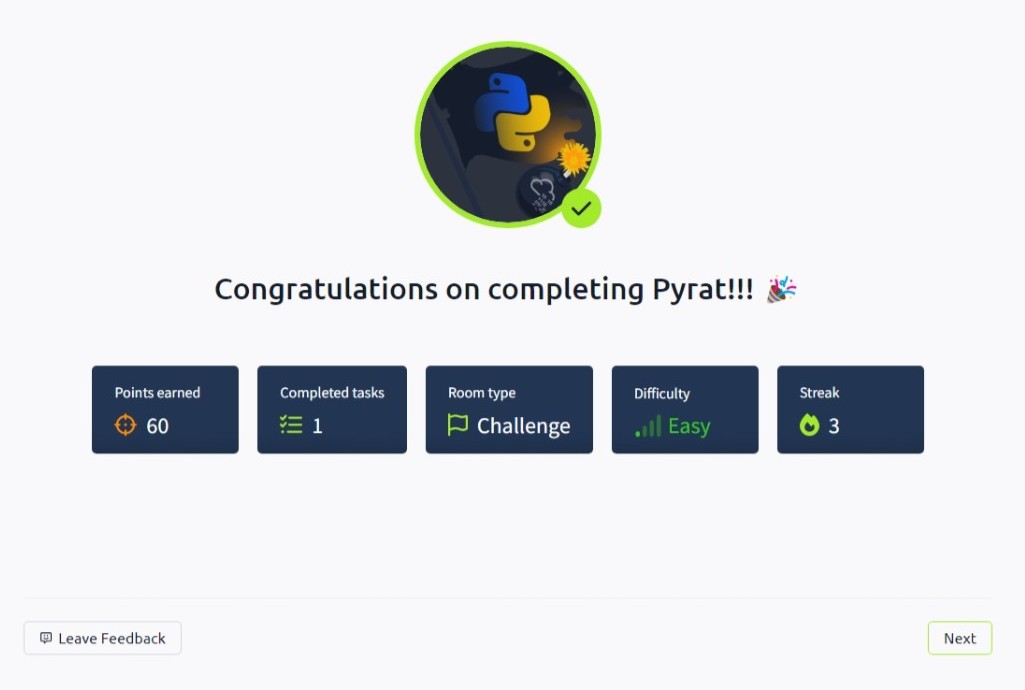 Congratulations on completing Pyrat!!! 🎉
Points earned
60
Completed tasks
1
Room type
Challenge
Difficulty
Easy
Streak
3
Leave Feedback
Next